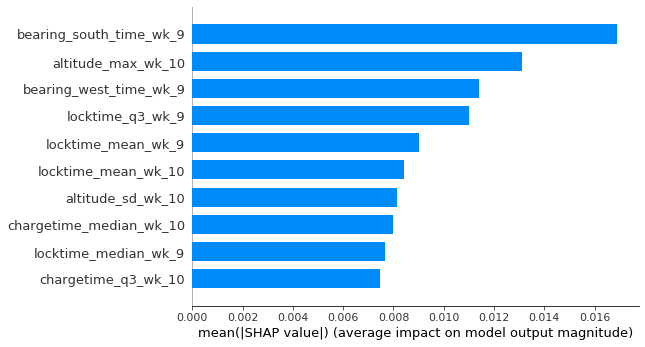 bearing_south_time_wk_9
altitude_max_wk_10
bearing_west_time_wk_9
locktime_q3_wk_9
locktime_mean_wk_9
locktime_mean_wk_10
altitude_sd_wk_10
chargetime_median_wk_10
locktime_median_wk_9
chargetime_q3_wk_10
0.000 0.002 0.004 0.006 0.008 0.010 0.012 0.014 0.016
mean(|SHAP value|) (average impact on model output magnitude)